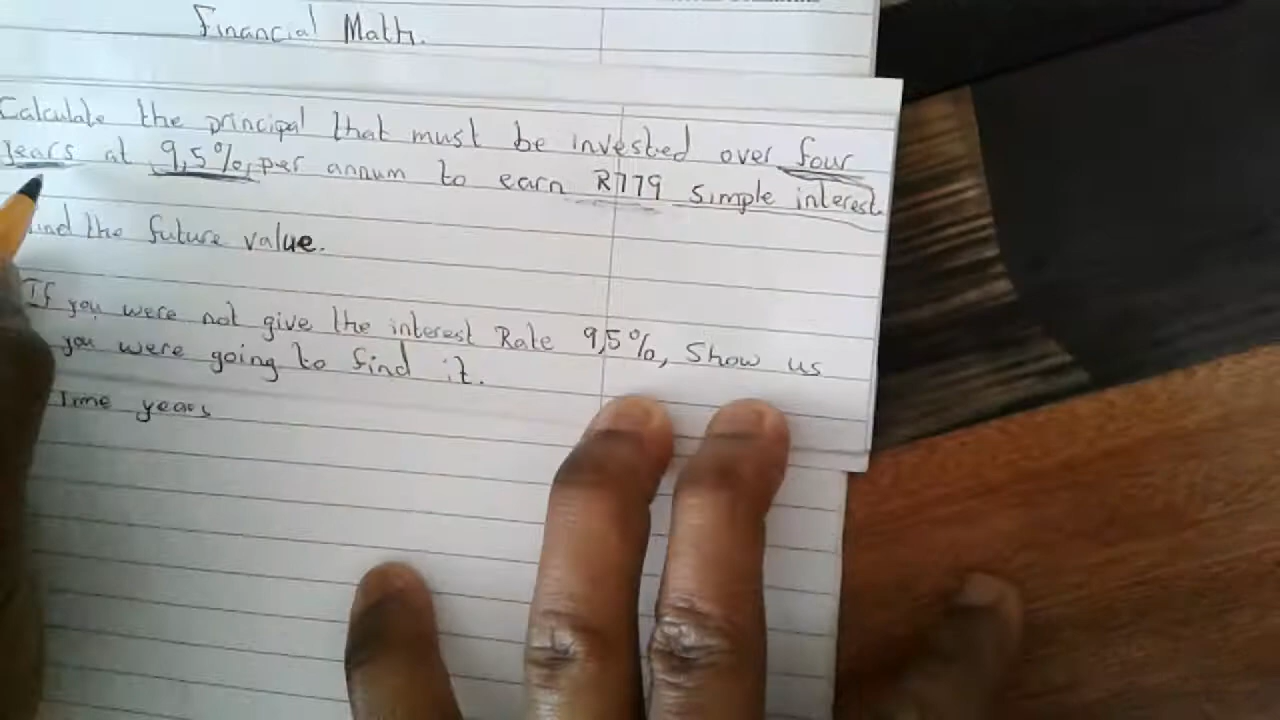 Financial Math.
Calculate the principal that must be invested over four
years at 9,5%, per annum to earn R779 simple interest.
the future value.
If you were not give the interest Rate 9,5%, Show us
you were going to find it.
Time years